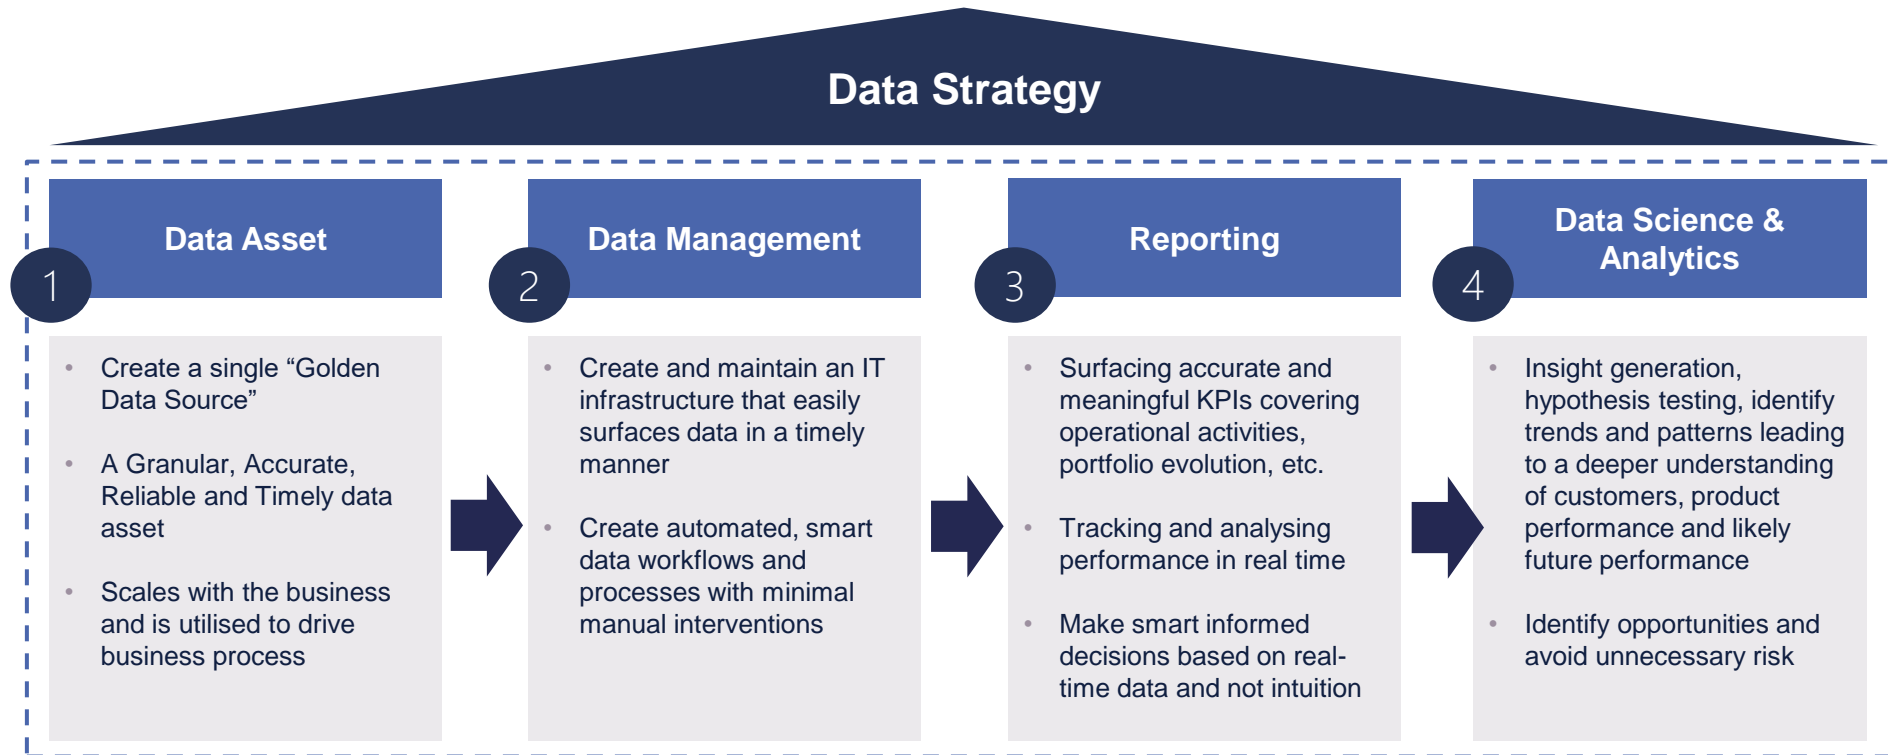 Data Strategy
1
Data Asset
• Create a single “Golden
Data Source”
• A Granular, Accurate,
Reliable and Timely data
asset
• Scales with the business
and is utilised to drive
business process
2
Data Management
• Create and maintain an IT
infrastructure that easily
surfaces data in a timely
manner
• Create automated, smart
data workflows and
processes with minimal
manual interventions
3
Reporting
• Surfacing accurate and
meaningful KPIs covering
operational activities,
portfolio evolution, etc.
• Tracking and analysing
performance in real time
• Make smart informed
decisions based on real-
time data and not intuition
4
Data Science &
Analytics
• Insight generation,
hypothesis testing, identify
trends and patterns leading
to a deeper understanding
of customers, product
performance and likely
future performance
• Identify opportunities and
avoid unnecessary risk